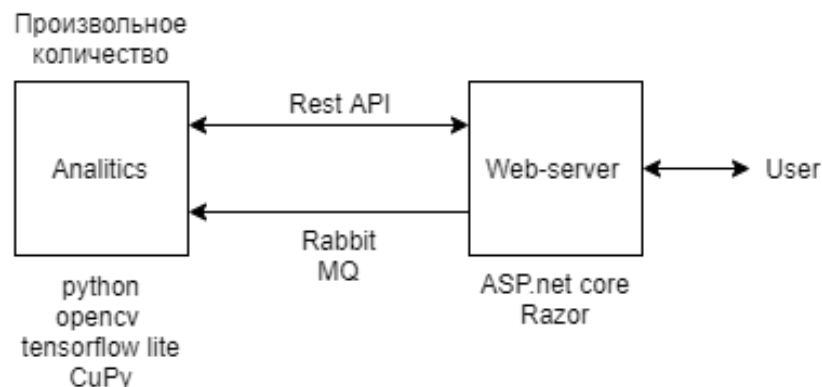 Произвольное
количество
Rest API
Analitics
Web-server
User
Rabbit
MQ
python
opencv
tensorflow lite
CuPy
ASP.net core
Razor